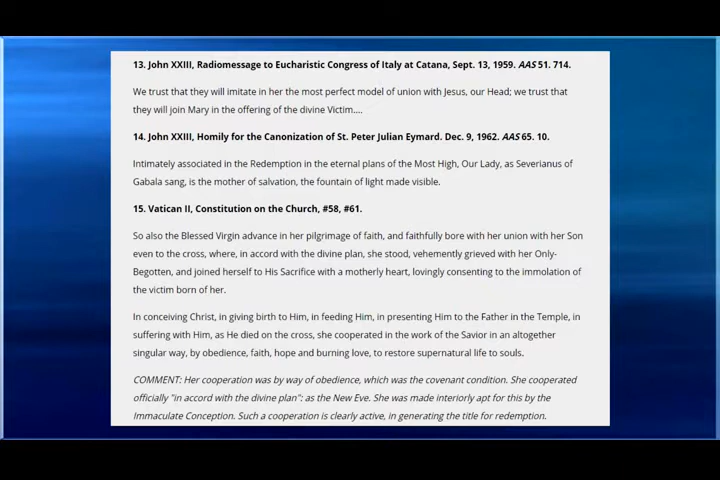 13. John XXIII, Radiomessage to Eucharistic Congress of Italy at Catana, Sept. 13, 1959. AAS 51. 714.
We trust that they will imitate in her the most perfect model of union with Jesus, our Head; we trust that
they will join Mary in the offering of the divine Victim....
14. John XXIII, Homily for the Canonization of St. Peter Julian Eymard. Dec. 9, 1962. AAS 65. 10.
Intimately associated in the Redemption in the eternal plans of the Most High, Our Lady, as Severianus of
Gabala sang, is the mother of salvation, the fountain of light made visible.
15. Vatican II, Constitution on the Church, #58, #61.
So also the Blessed Virgin advance in her pilgrimage of faith, and faithfully bore with her union with her Son
even to the cross, where, in accord with the divine plan, she stood, vehemently grieved with her Only-
Begotten, and joined herself to His Sacrifice with a motherly heart, lovingly consenting to the immolation of
the victim born of her.
In conceiving Christ, in giving birth to Him, in feeding Him, in presenting Him to the Father in the Temple, in
suffering with Him, as He died on the cross, she cooperated in the work of the Savior in an altogether
singular way, by obedience, faith, hope and burning love, to restore supernatural life to souls.
COMMENT: Her cooperation was by way of obedience, which was the covenant condition. She cooperated
officially "in accord with the divine plan": as the New Eve. She was made interiorly apt for this by the
Immaculate Conception. Such a cooperation is clearly active, in generating the title for redemption.